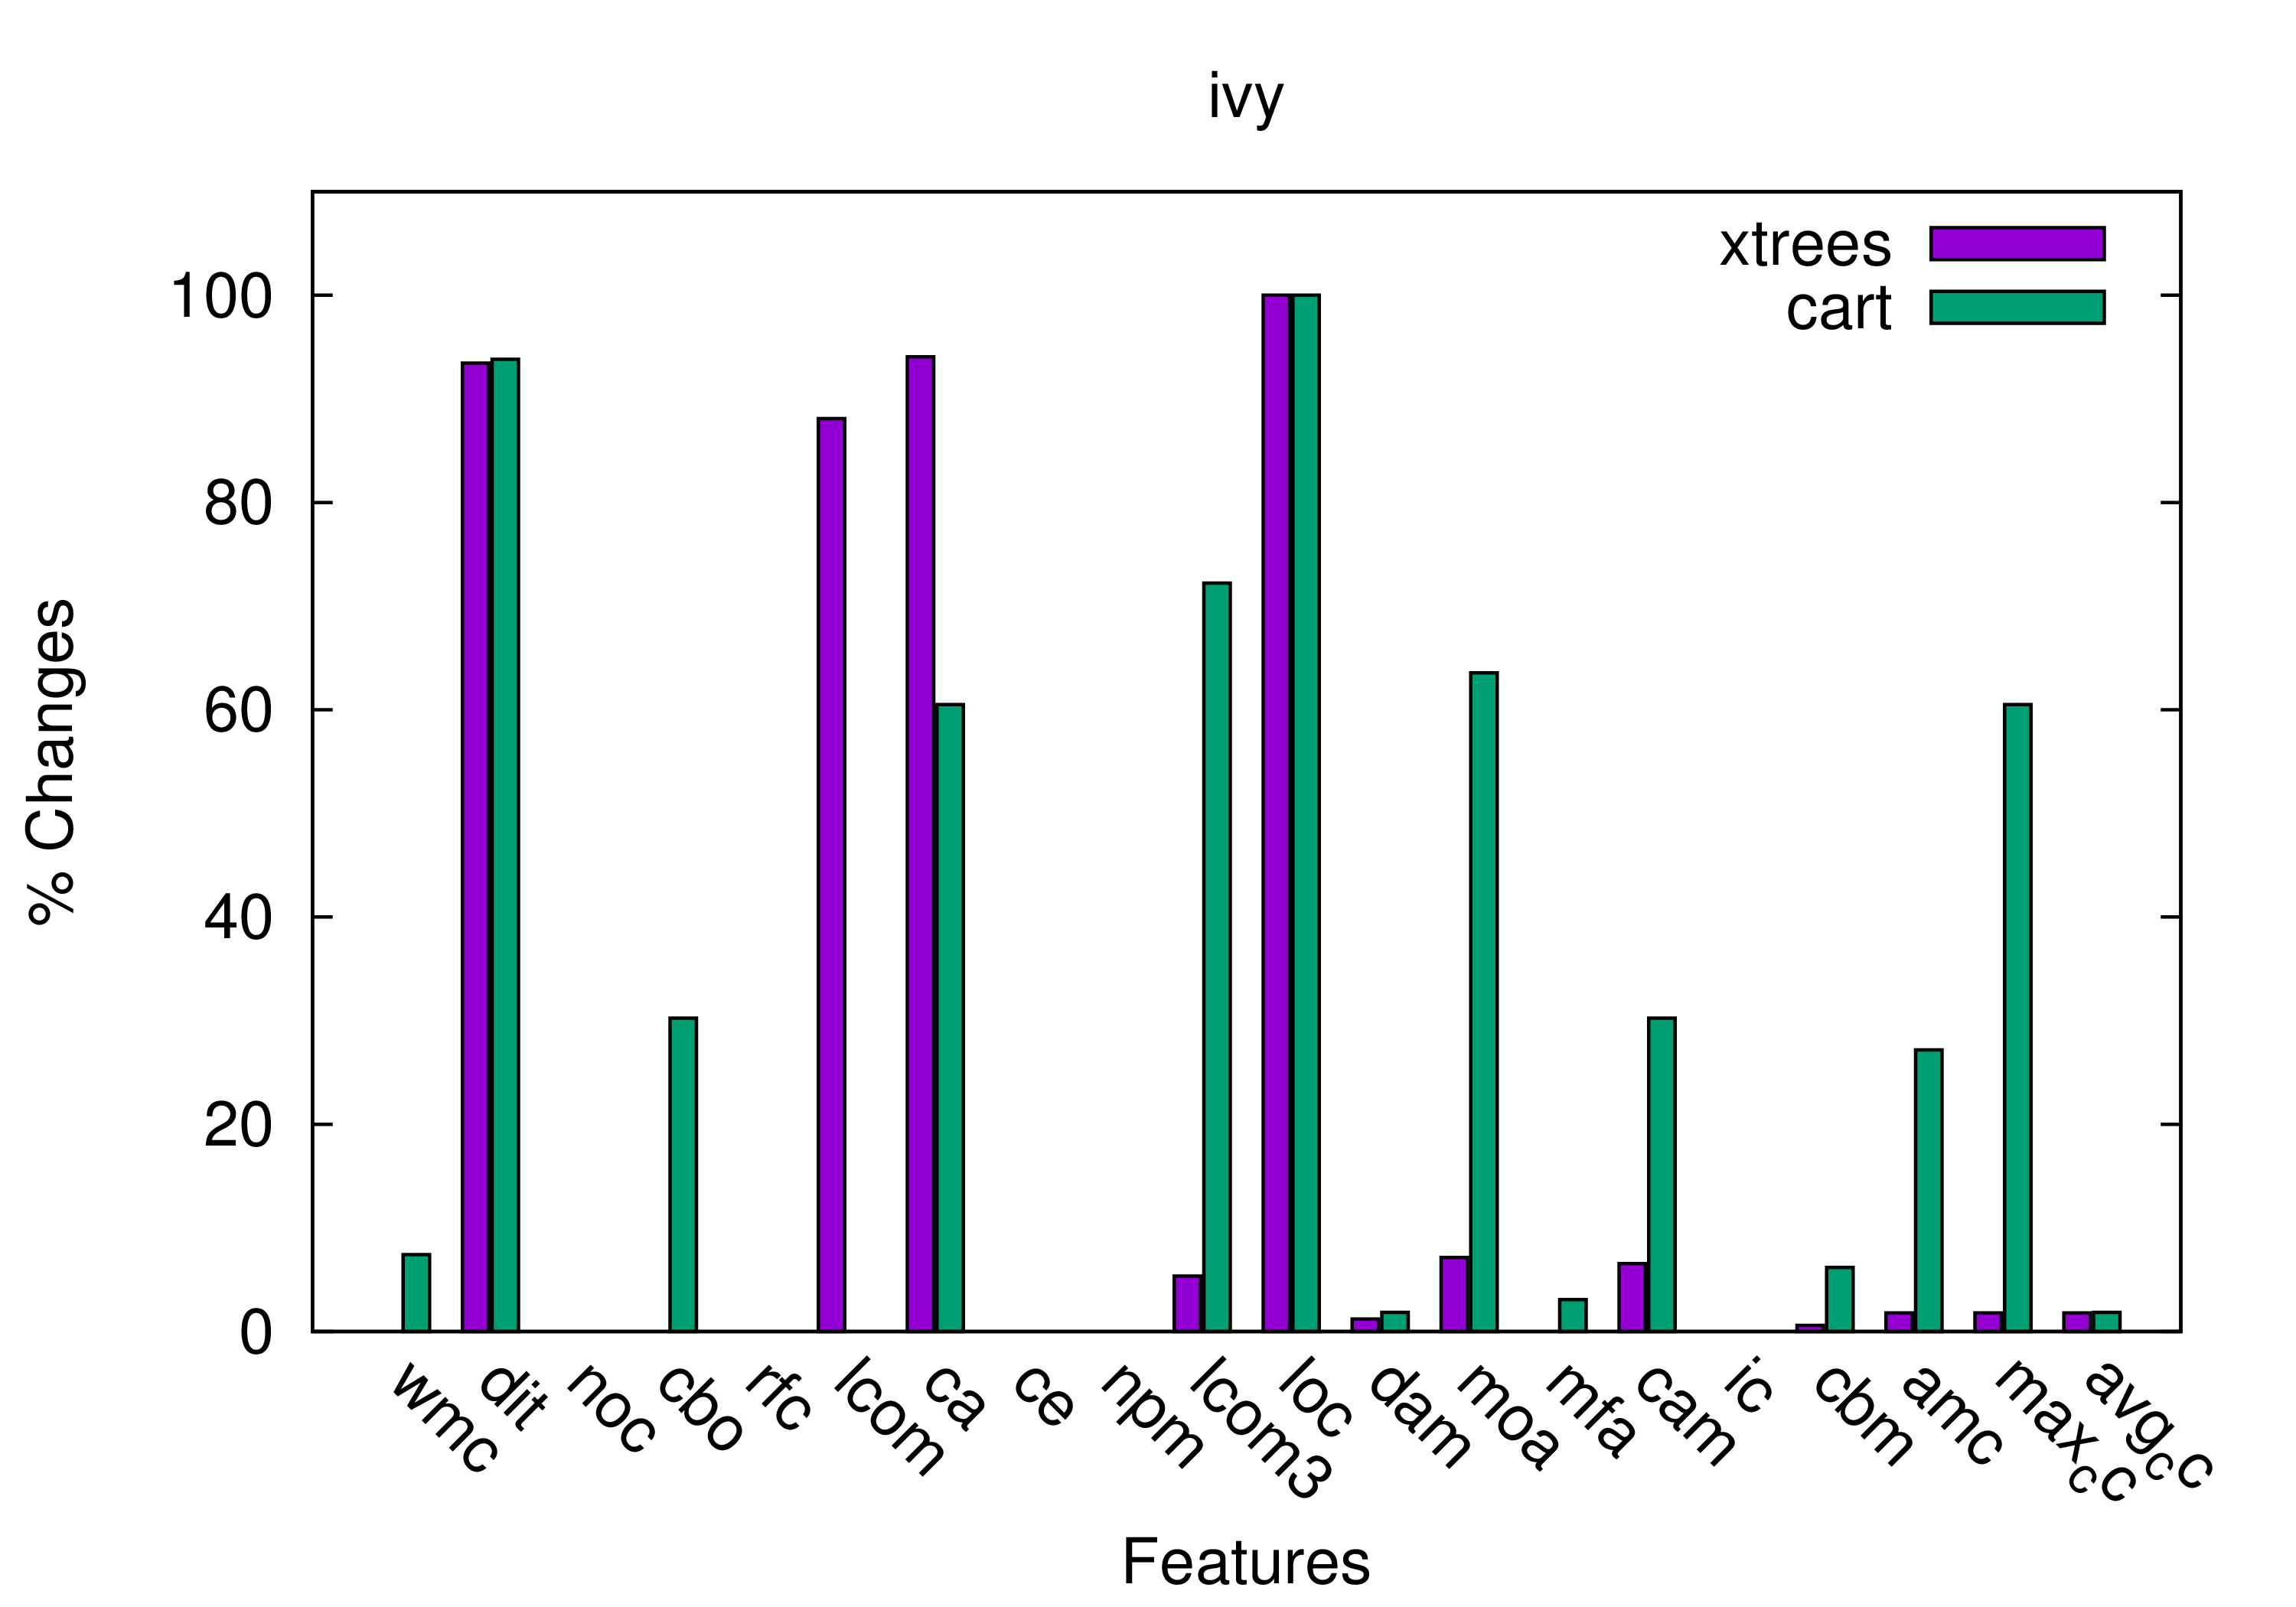 ivy
xtrees
cart
100
80
60
40
20
0
% Changes
wmc dit noc cbo rfc lcom ca ce npm lcom3 loc dam moa mfa cam ic cbm amc maxcc avgcc
Features